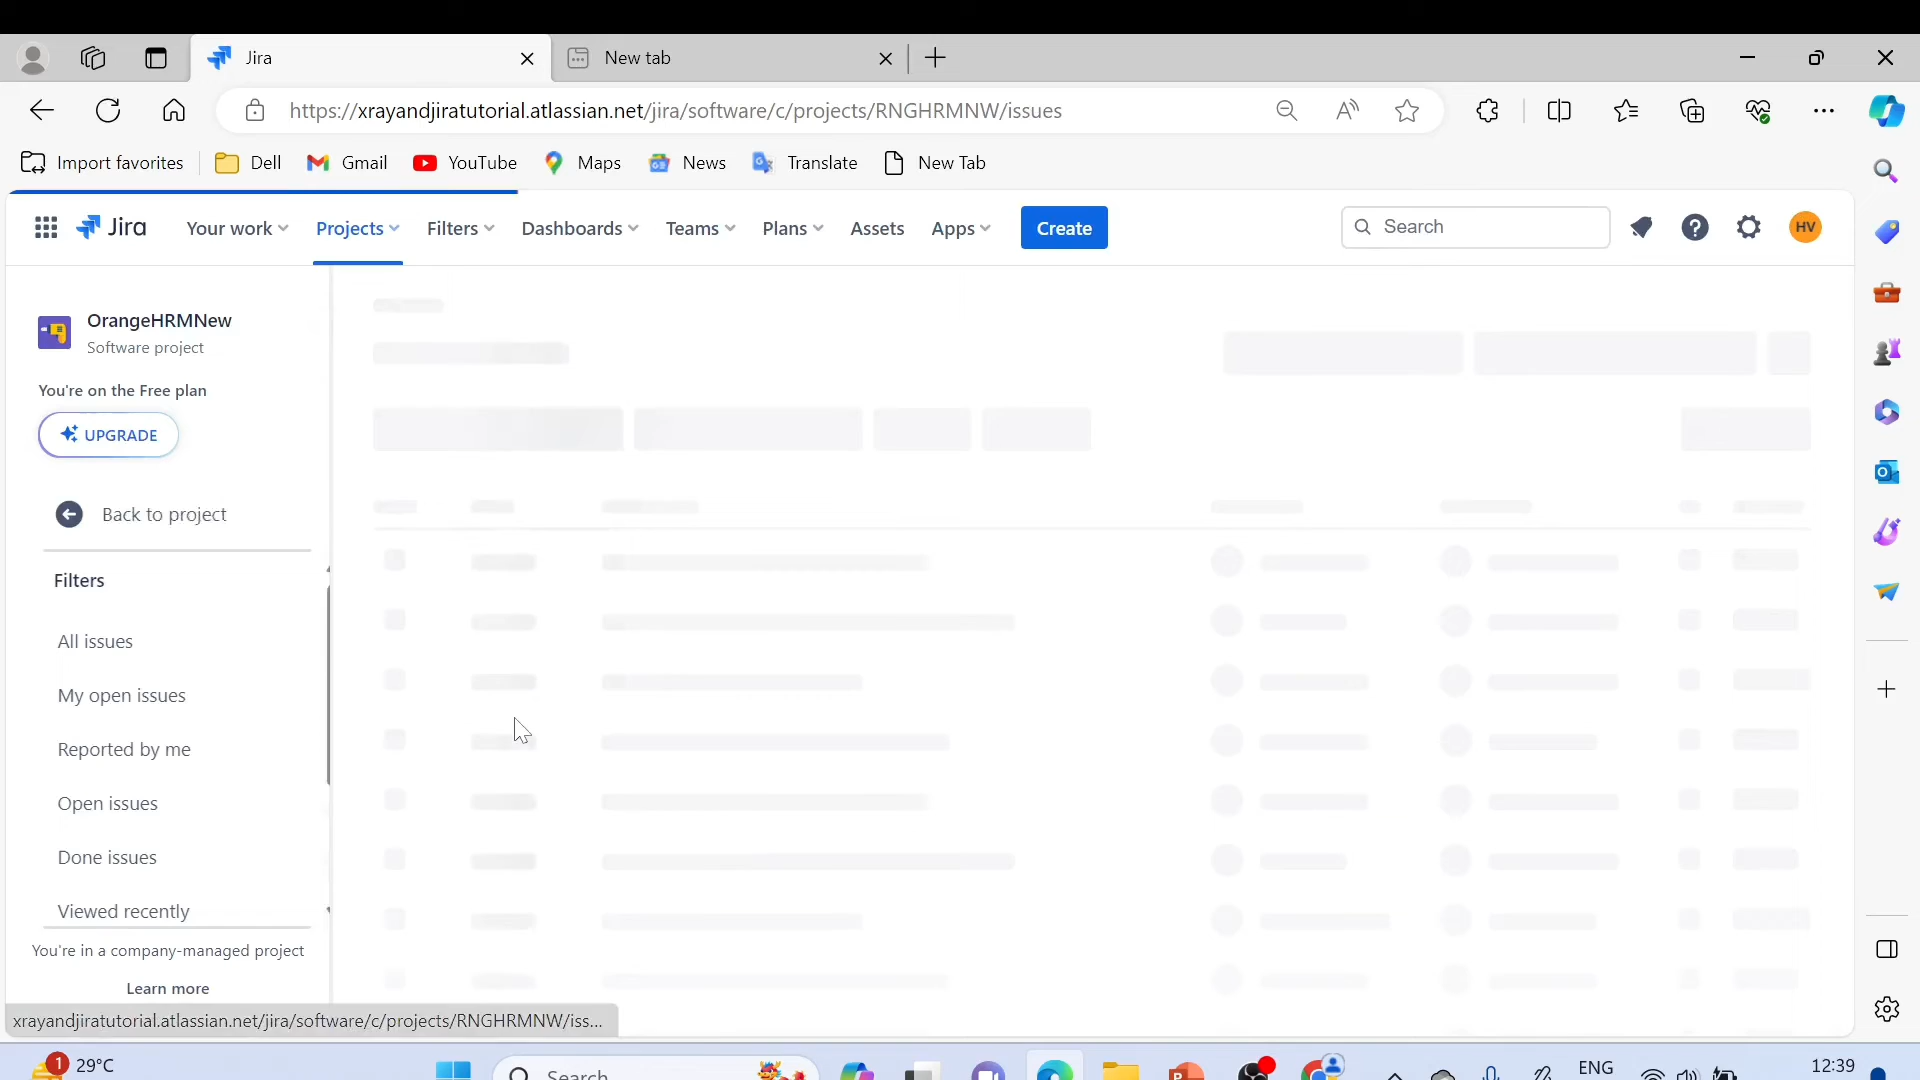 Jira
New tab
https://xrayandjiratutorial.atlassian.net/jira/software/c/projects/RNGHRMNW/issues
Import favorites
Dell
Gmail
YouTube
Maps
News
Translate
New Tab
Jira
Your work
Projects
Filters
Dashboards
Teams
Plans
Assets
Apps
Create
Search
HV
OrangeHRMNew
Software project
You're on the Free plan
UPGRADE
Back to project
Filters
All issues
My open issues
Reported by me
Open issues
Done issues
Viewed recently
You're in a company-managed project
Learn more
xrayandjiratutorial.atlassian.net/jira/software/c/projects/RNGHRMNW/iss...
1
29°C
Search
ENG
12:39